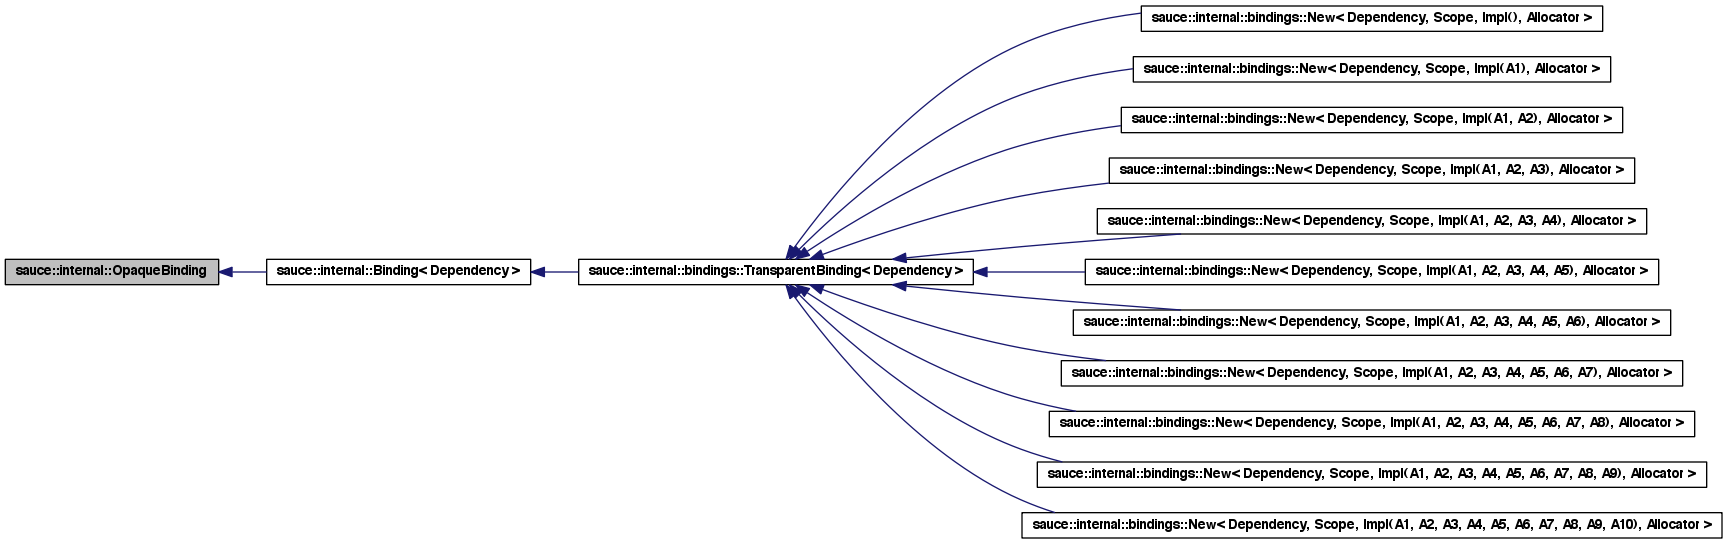 sauce::internal::bindings::New< Dependency, Scope, Impl(), Allocator >
sauce::internal::bindings::New< Dependency, Scope, Impl(A1), Allocator >
sauce::internal::bindings::New< Dependency, Scope, Impl(A1, A2), Allocator >
sauce::internal::bindings::New< Dependency, Scope, Impl(A1, A2, A3), Allocator >
sauce::internal::bindings::New< Dependency, Scope, Impl(A1, A2, A3, A4), Allocator >
sauce::internal::OpaqueBinding
sauce::internal::Binding< Dependency >
sauce::internal::bindings::TransparentBinding< Dependency >
sauce::internal::bindings::New< Dependency, Scope, Impl(A1, A2, A3, A4, A5), Allocator >
sauce::internal::bindings::New< Dependency, Scope, Impl(A1, A2, A3, A4, A5, A6), Allocator >
sauce::internal::bindings::New< Dependency, Scope, Impl(A1, A2, A3, A4, A5, A6, A7), Allocator >
sauce::internal::bindings::New< Dependency, Scope, Impl(A1, A2, A3, A4, A5, A6, A7, A8), Allocator >
sauce::internal::bindings::New< Dependency, Scope, Impl(A1, A2, A3, A4, A5, A6, A7, A8, A9), Allocator >
sauce::internal::bindings::New< Dependency, Scope, Impl(A1, A2, A3, A4, A5, A6, A7, A8, A9, A10), Allocator >